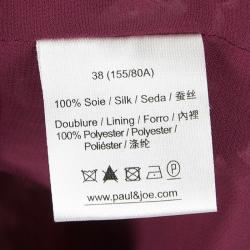 38 (155/80A)
100% Soie / Silk / Seda / 蚕丝
Doublure / Lining / Forro / 內裡
100% Polyester / Polyester /
Poliéster / 涤纶
www.paul&joe.com